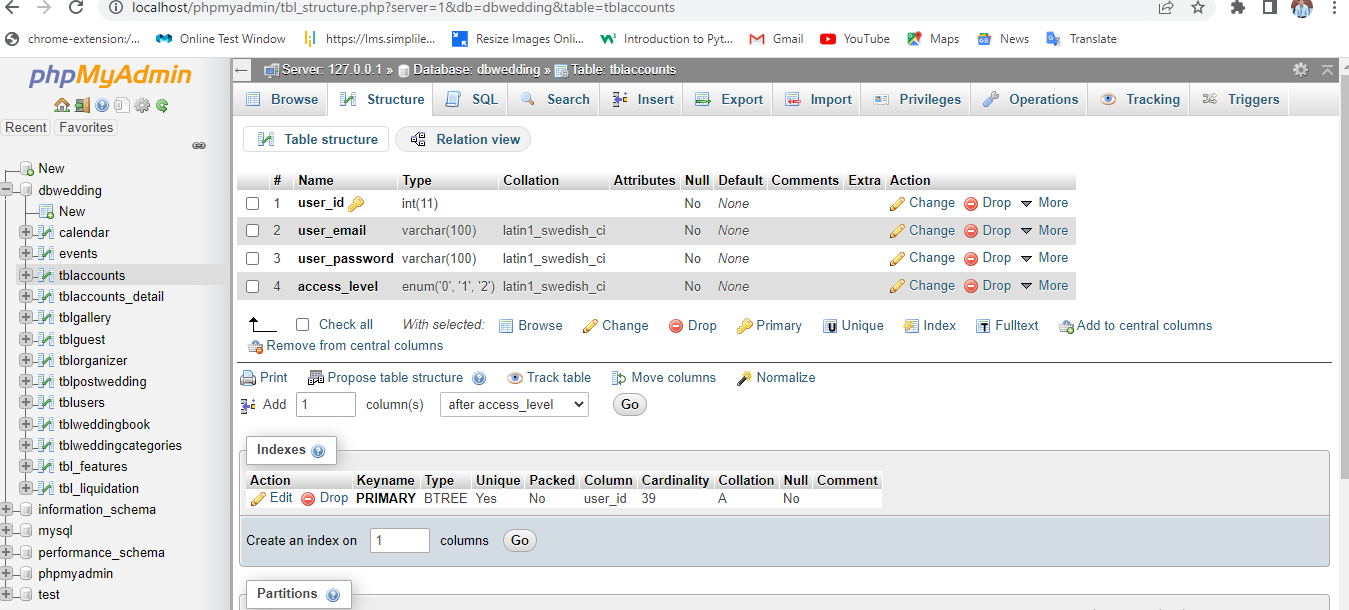 localhost/phpmyadmin/tbl_structure.php?server=1&db=dbwedding&table=tblaccounts
chrome-extension:/... Online Test Window https://lms.simplile... Resize Images Onli... Introduction to Pyt... Gmail YouTube Maps News Translate
phpMyAdmin
Recent Favorites
New
dbwedding
New
calendar
events
tblaccounts
tblaccounts_detail
tblgallery
tblguest
tblorganizer
tblpostwedding
tblusers
tblweddingbook
tblweddingcategories
tbl_features
tbl_liquidation
information_schema
mysql
performance_schema
phpmyadmin
test
Server: 127.0.0.1 » Database: dbwedding » Table: tblaccounts
Browse Structure SQL Search Insert Export Import Privileges Operations Tracking Triggers
Table structure Relation view
# Name Type Collation Attributes Null Default Comments Extra Action
1 user_id int(11) No None Change Drop More
2 user_email varchar(100) latin1_swedish_ci No None Change Drop More
3 user_password varchar(100) latin1_swedish_ci No None Change Drop More
4 access_level enum('0', '1', '2') latin1_swedish_ci No None Change Drop More
Check all With selected: Browse Change Drop Primary Unique Index Fulltext Add to central columns
Remove from central columns
Print Propose table structure Track table Move columns Normalize
Add 1 column(s) after access_level Go
Indexes
Action Keyname Type Unique Packed Column Cardinality Collation Null Comment
Edit Drop PRIMARY BTREE Yes No user_id 39 A No
Create an index on 1 columns Go
Partitions